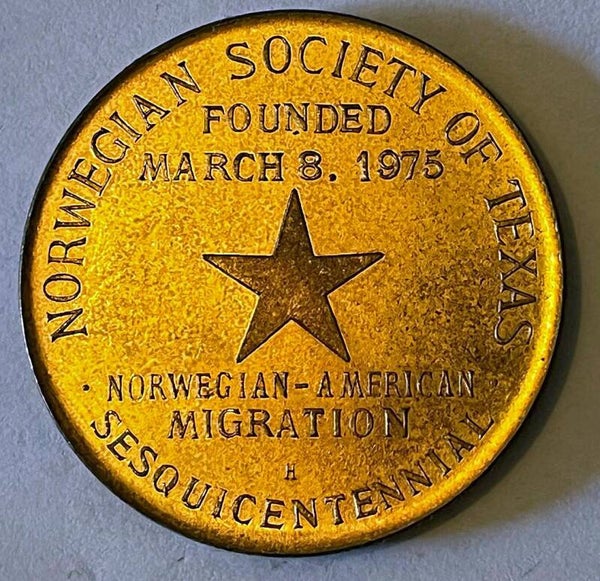 NORWEGIAN SOCIETY OF TEXAS
FOUNDED
MARCH 8, 1975
· NORWEGIAN-AMERICAN ·
MIGRATION
H
SESQUICENTENNIAL